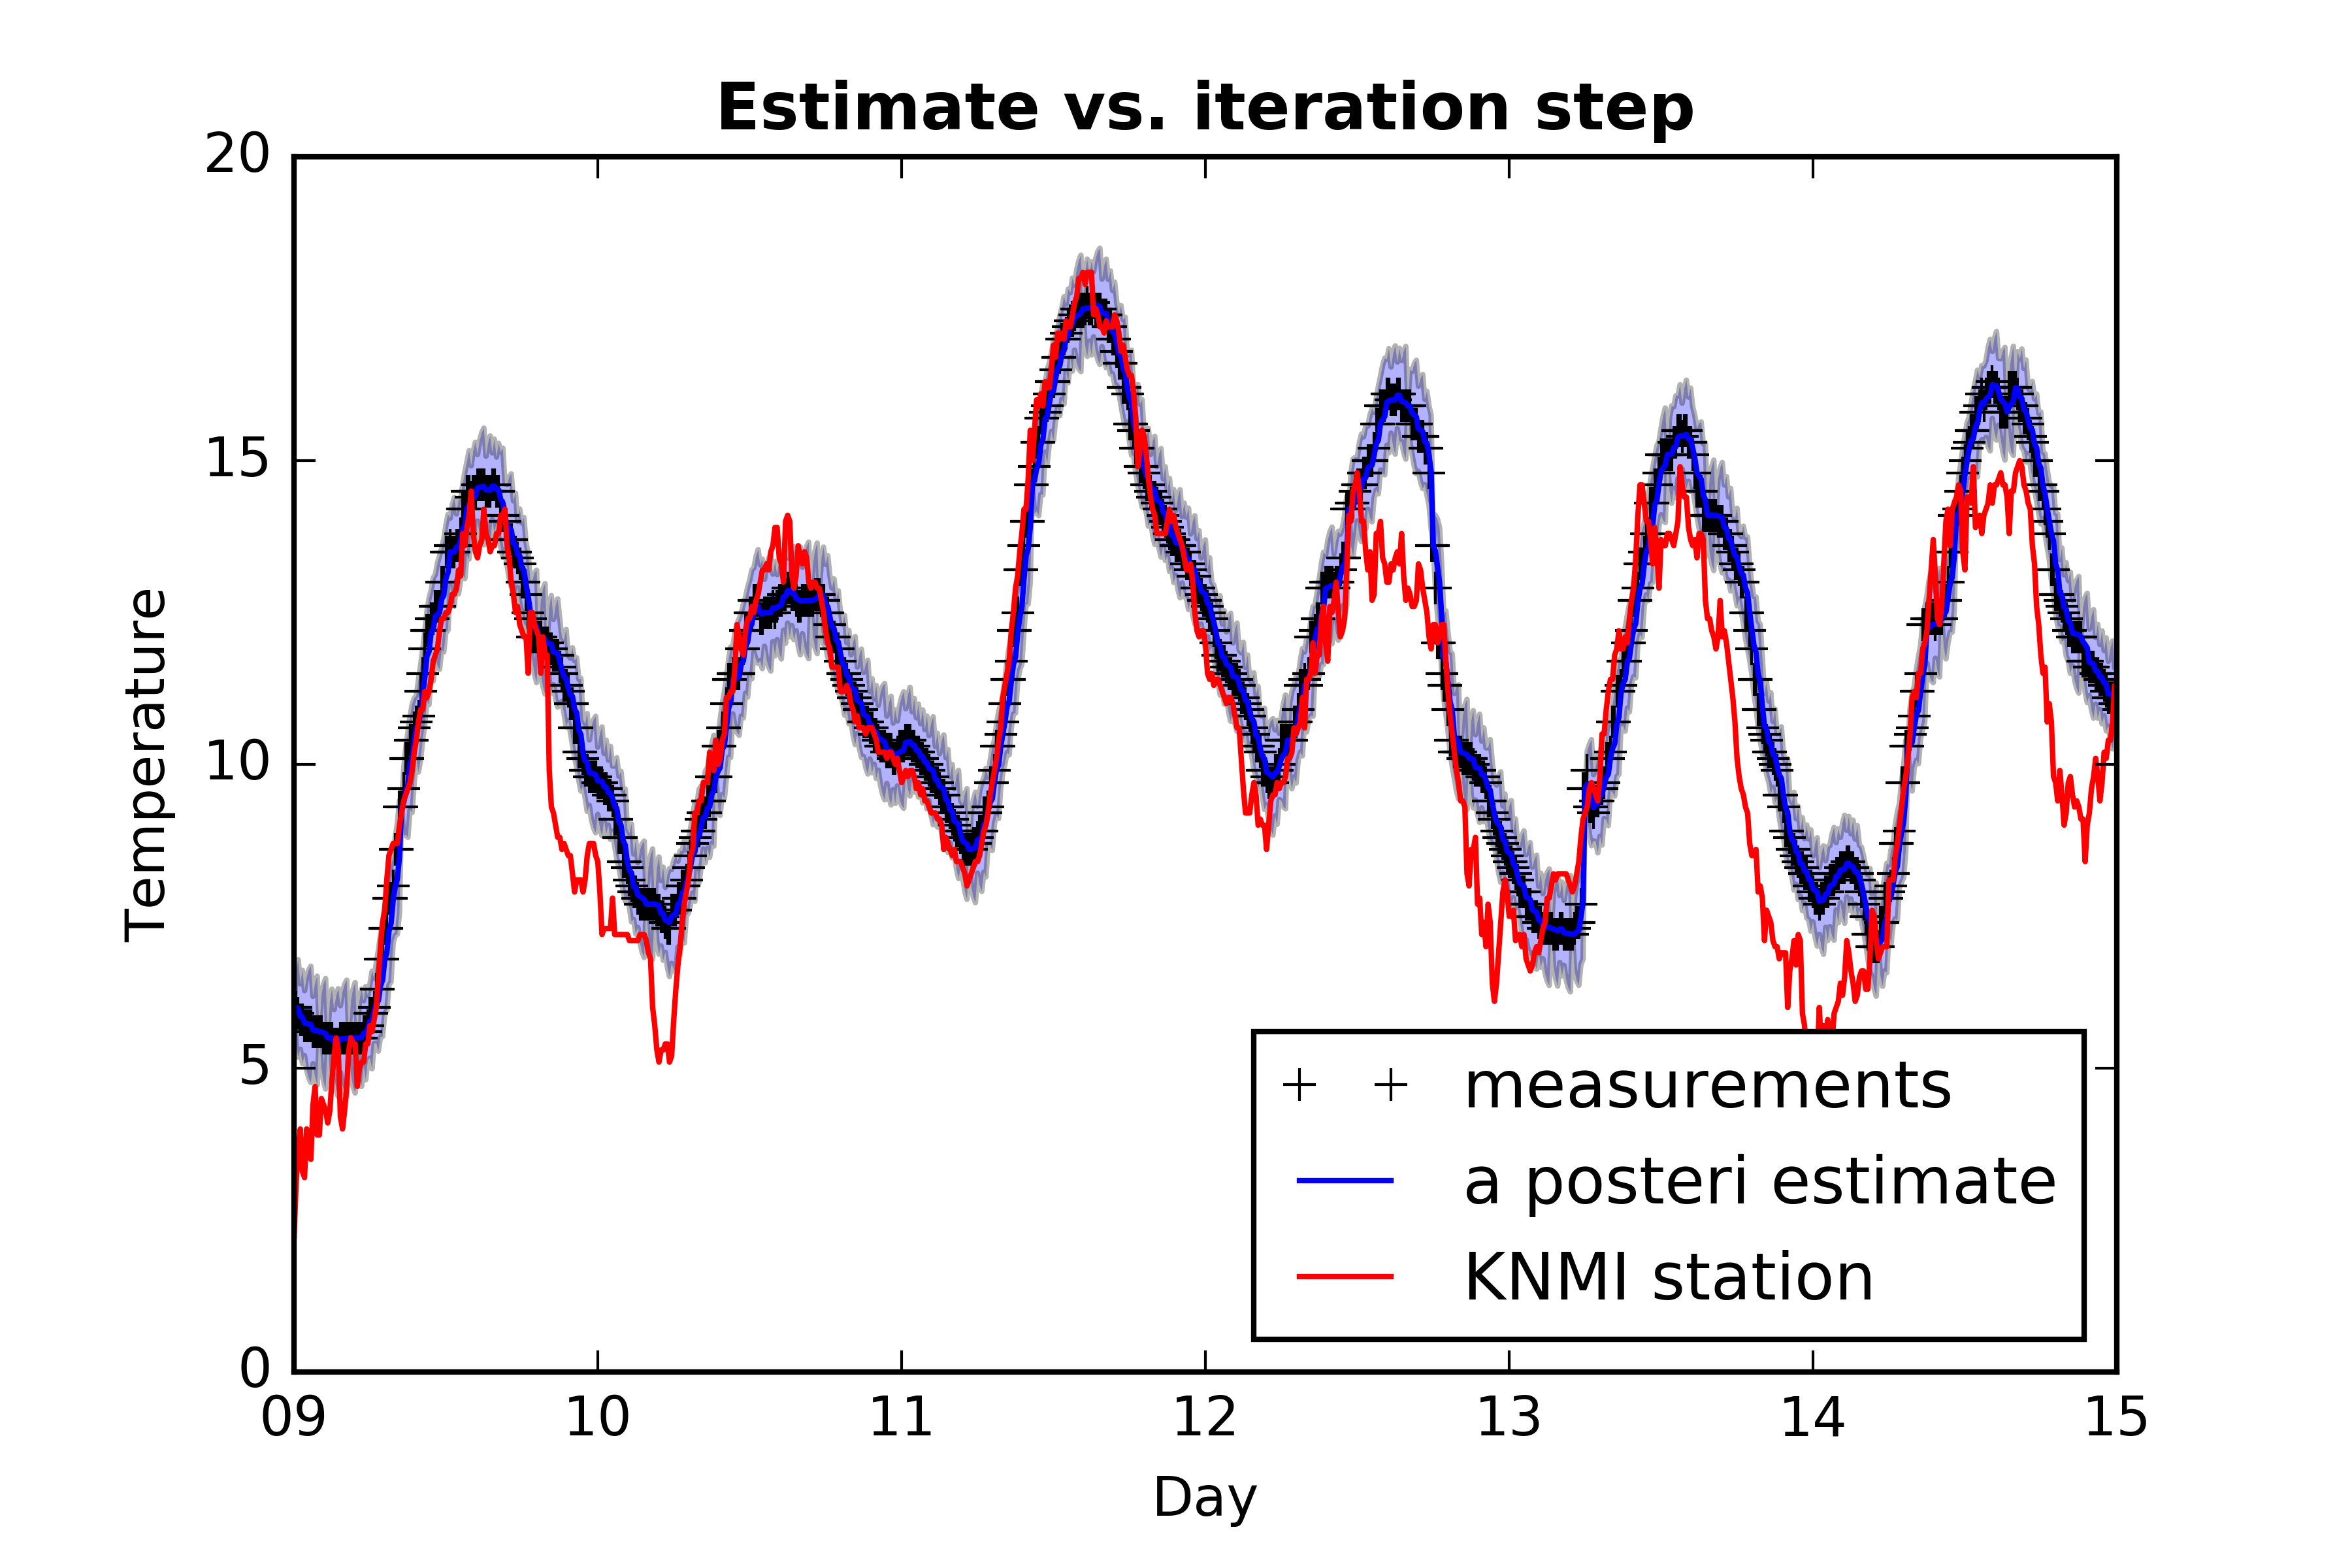 Estimate vs. iteration step
20
15
10
5
0
Temperature
measurements
a posteri estimate
KNMI station
09 10 11 12 13 14 15
Day